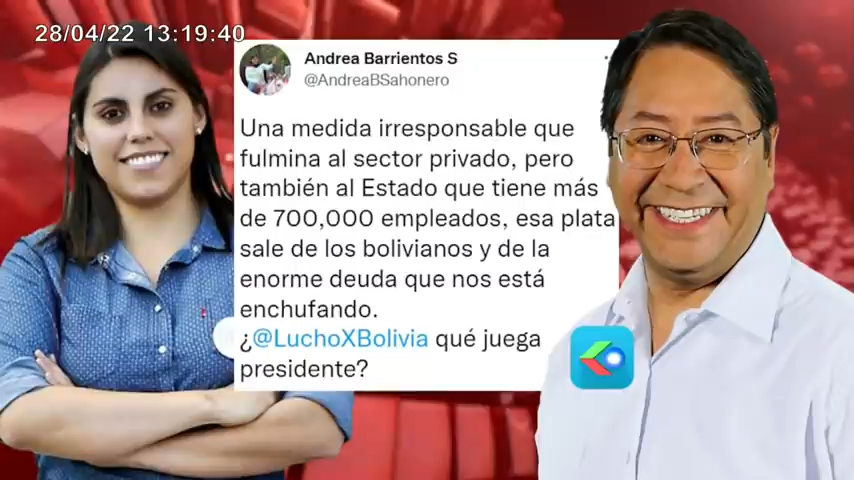 28/04/22 13:19:40
Andrea Barrientos S
@AndreaBSahonero
Una medida irresponsable que
fulmina al sector privado, pero
también al Estado que tiene más
de 700,000 empleados, esa plata
sale de los bolivianos y de la
enorme deuda que nos está
enchufando.
¿@LuchoXBolivia qué juega
presidente?